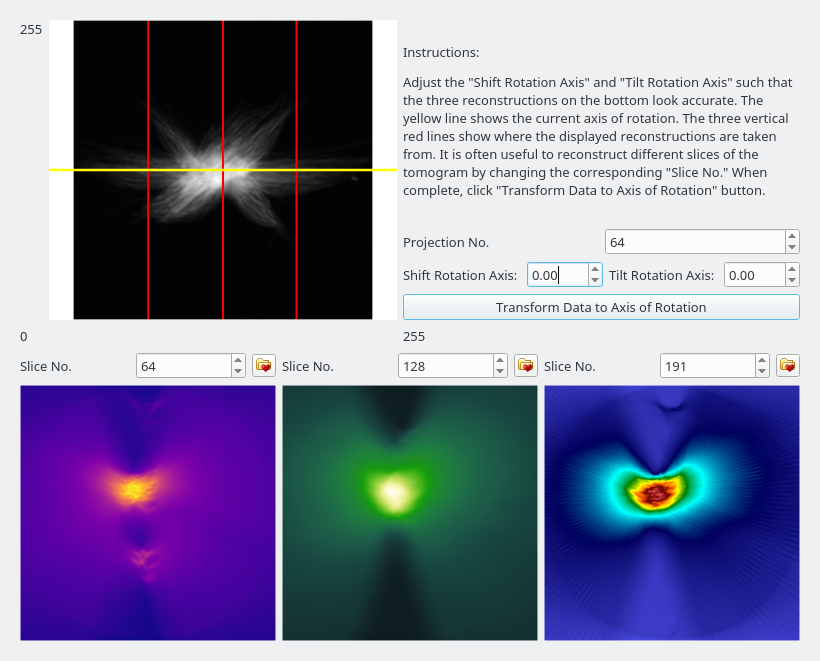 255
Instructions:
Adjust the "Shift Rotation Axis" and "Tilt Rotation Axis" such that
the three reconstructions on the bottom look accurate. The
yellow line shows the current axis of rotation. The three vertical
red lines show where the displayed reconstructions are taken
from. It is often useful to reconstruct different slices of the
tomogram by changing the corresponding "Slice No." When
complete, click "Transform Data to Axis of Rotation" button.
Projection No. 64
Shift Rotation Axis: 0.00 Tilt Rotation Axis: 0.00
Transform Data to Axis of Rotation
0 255
Slice No. 64 Slice No. 128 Slice No. 191